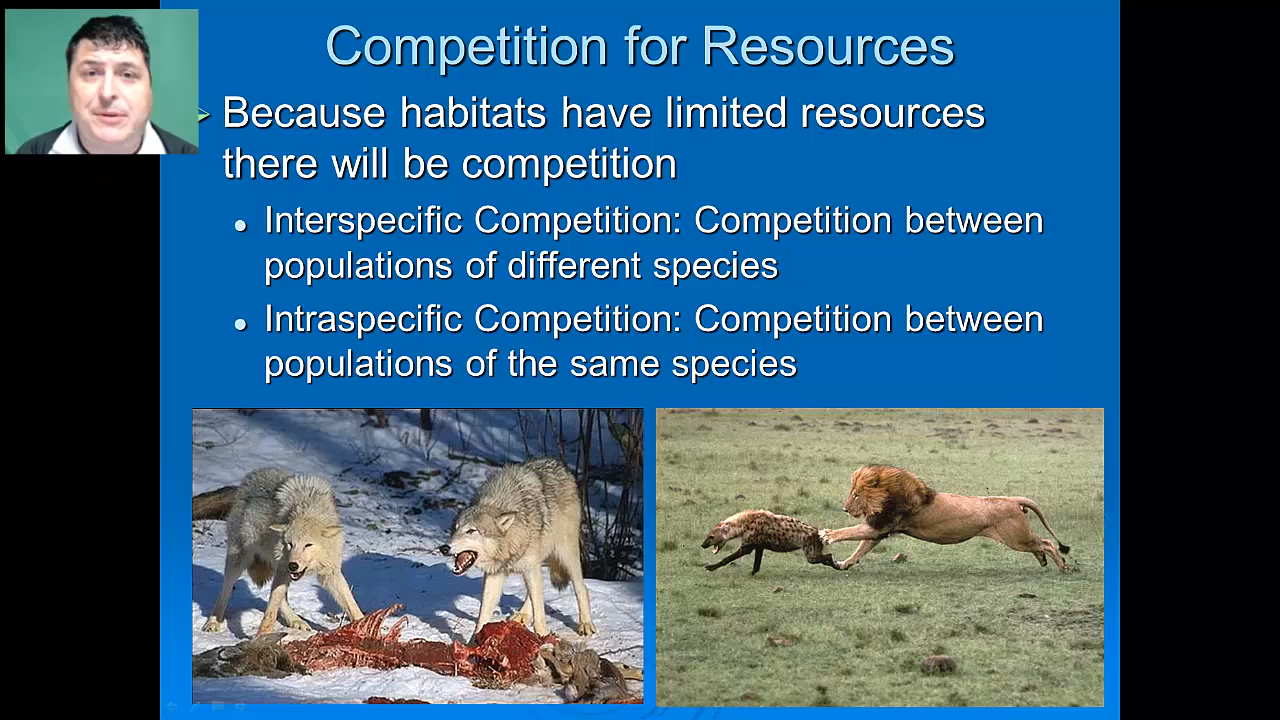 Competition for Resources
Because habitats have limited resources
there will be competition
Interspecific Competition: Competition between
populations of different species
Intraspecific Competition: Competition between
populations of the same species